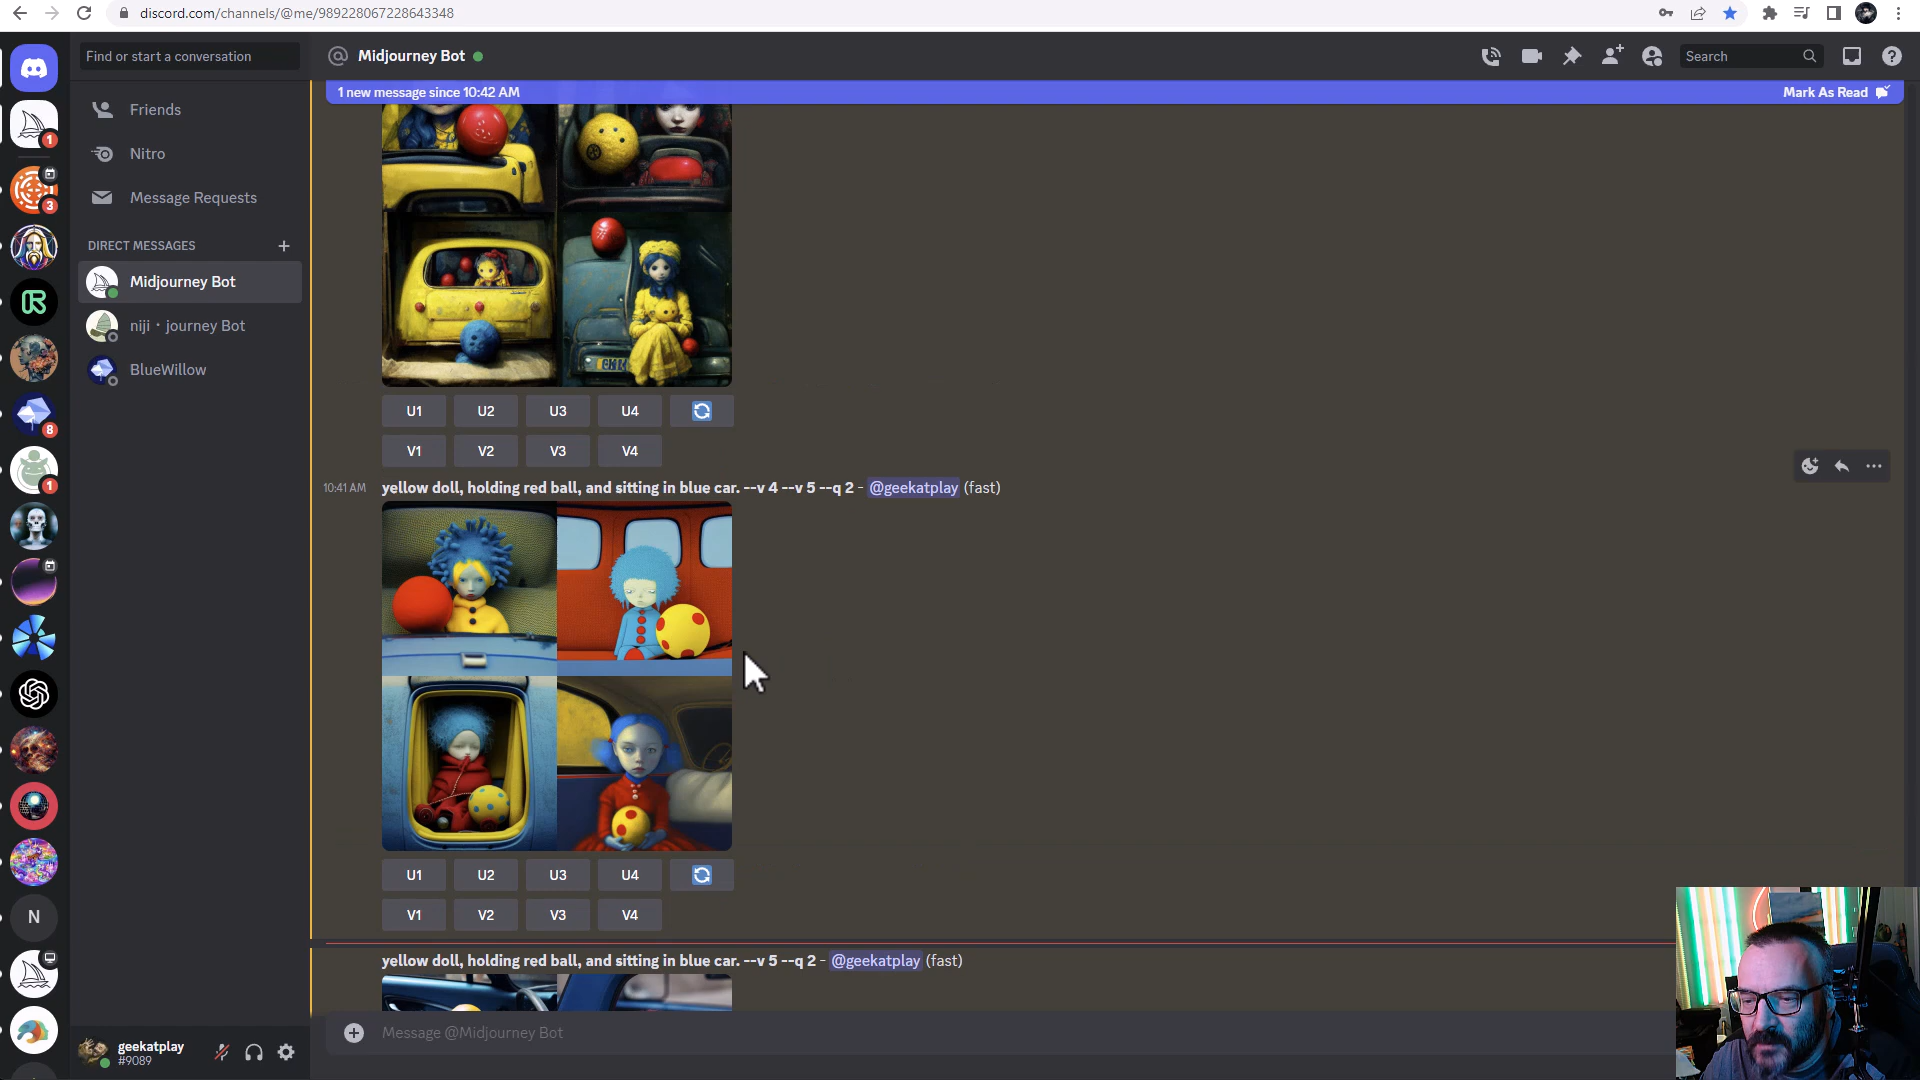 discord.com/channels/@me/989228067228643348
Find or start a conversation
@ Midjourney Bot
Search
1 new message since 10:42 AM
Mark As Read
1
Friends
Nitro
3
Message Requests
DIRECT MESSAGES
Midjourney Bot
niji・journey Bot
BlueWillow
8
1
N
U1 U2 U3 U4
V1 V2 V3 V4
10:41 AM yellow doll, holding red ball, and sitting in blue car. --v 4 --v 5 --q 2 - @geekatplay (fast)
U1 U2 U3 U4
V1 V2 V3 V4
yellow doll, holding red ball, and sitting in blue car. --v 5 --q 2 - @geekatplay (fast)
Message @Midjourney Bot
geekatplay
#9089